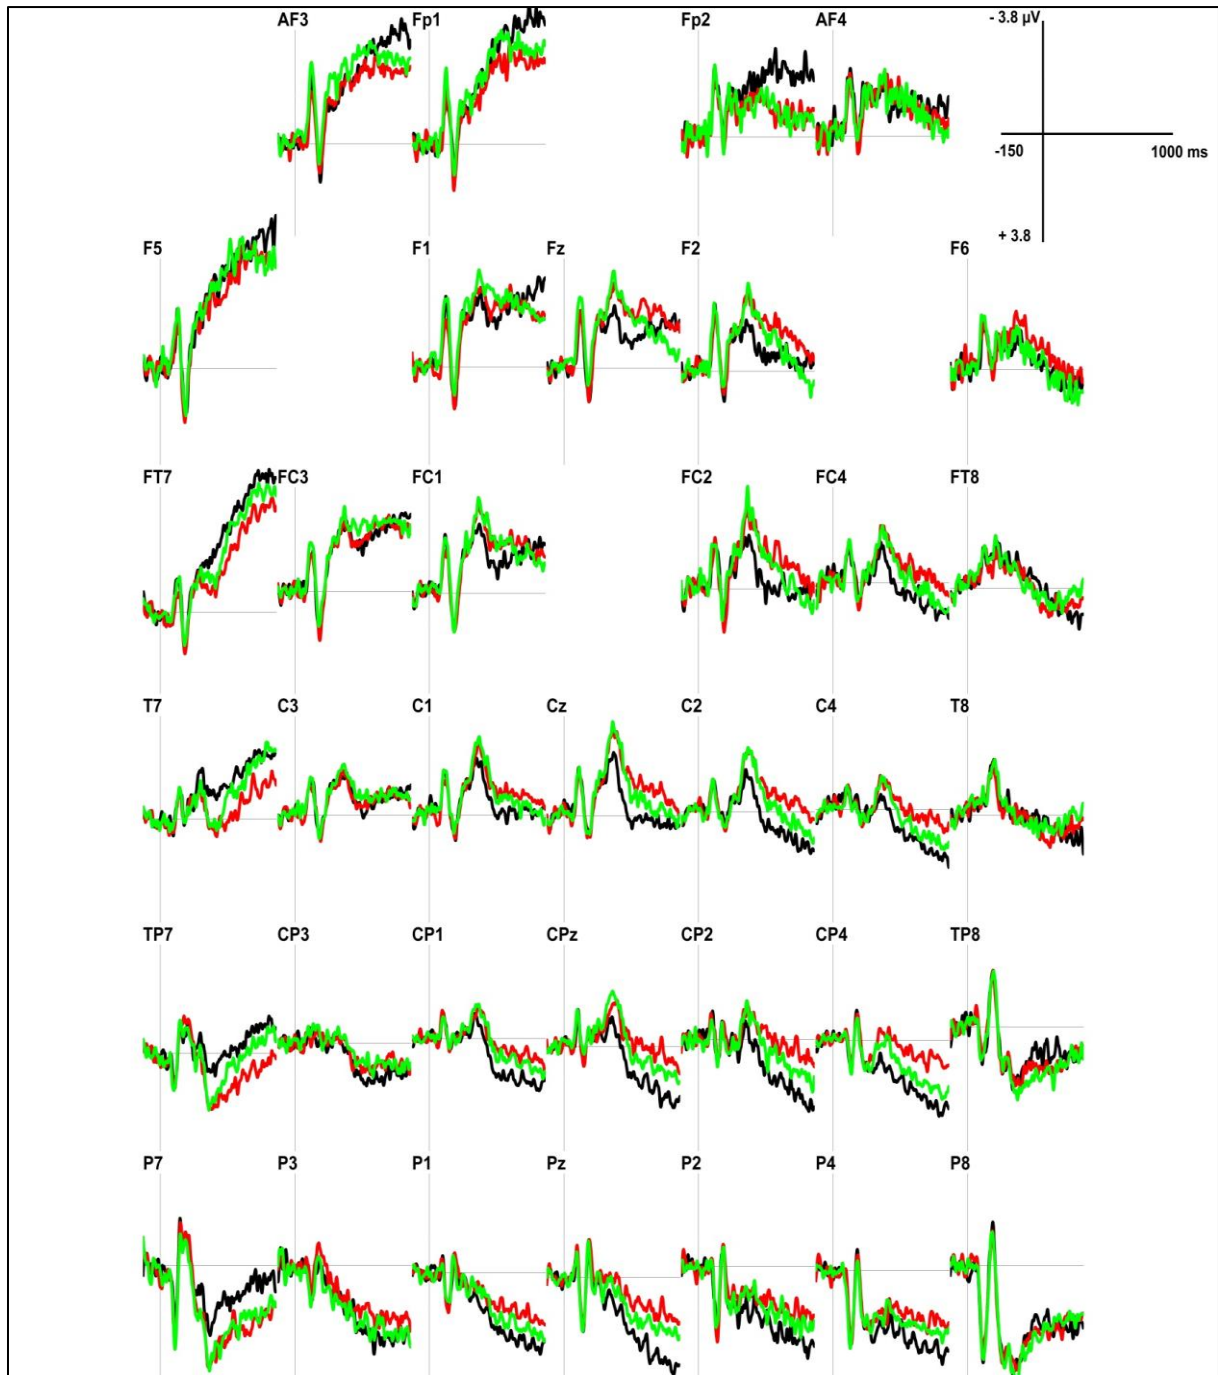 AF3 Fp1 Fp2 AF4 - 3.8 µV
-150 1000 ms
+ 3.8
F5 F1 Fz F2 F6
FT7 FC3 FC1 FC2 FC4 FT8
T7 C3 C1 Cz C2 C4 T8
TP7 CP3 CP1 CPz CP2 CP4 TP8
P7 P3 P1 Pz P2 P4 P8